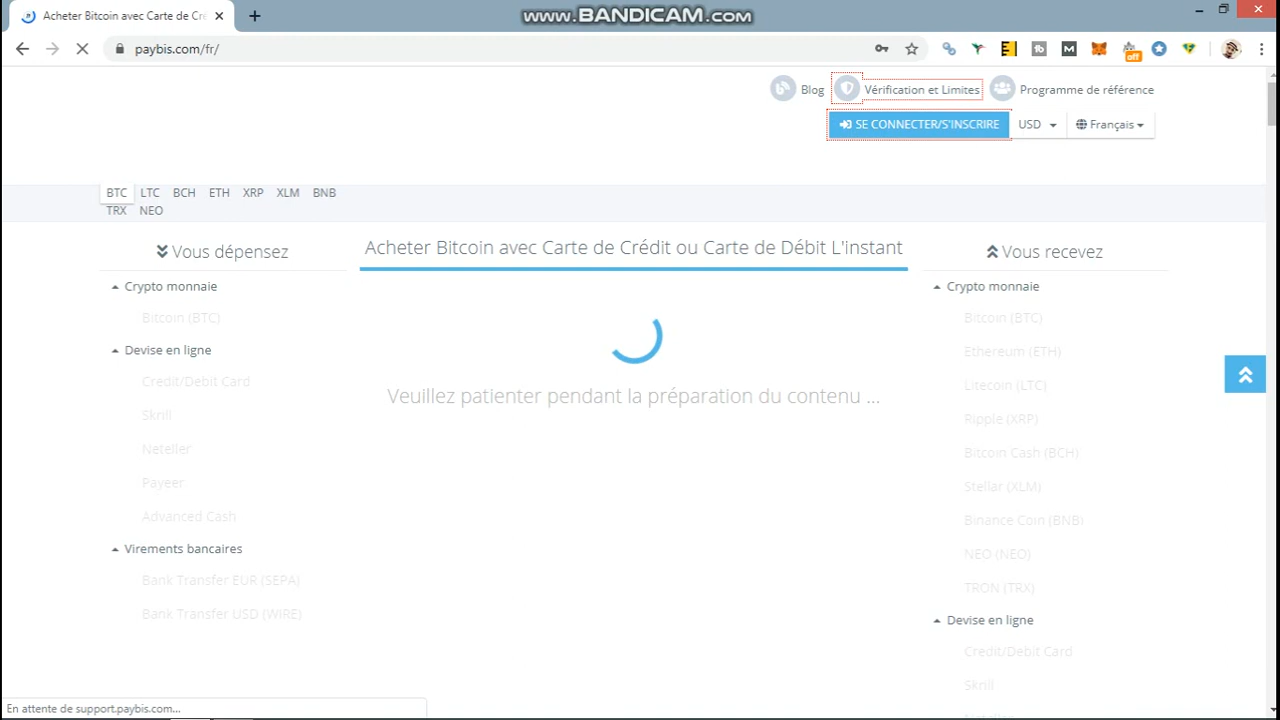 Acheter Bitcoin avec Carte de Cré
www.BANDICAM.com
paybis.com/fr/
off
Blog
Vérification et Limites
Programme de référence
SE CONNECTER/S'INSCRIRE
USD
Français
BTC LTC BCH ETH XRP XLM BNB
TRX NEO
Vous dépensez
Crypto monnaie
Bitcoin (BTC)
Devise en ligne
Credit/Debit Card
Skrill
Neteller
Payeer
Advanced Cash
Virements bancaires
Bank Transfer EUR (SEPA)
Bank Transfer USD (WIRE)
Acheter Bitcoin avec Carte de Crédit ou Carte de Débit L'instant
Veuillez patienter pendant la préparation du contenu ...
Vous recevez
Crypto monnaie
Bitcoin (BTC)
Ethereum (ETH)
Litecoin (LTC)
Ripple (XRP)
Bitcoin Cash (BCH)
Stellar (XLM)
Binance Coin (BNB)
NEO (NEO)
TRON (TRX)
Devise en ligne
Credit/Debit Card
Skrill
Neteller
En attente de support.paybis.com...